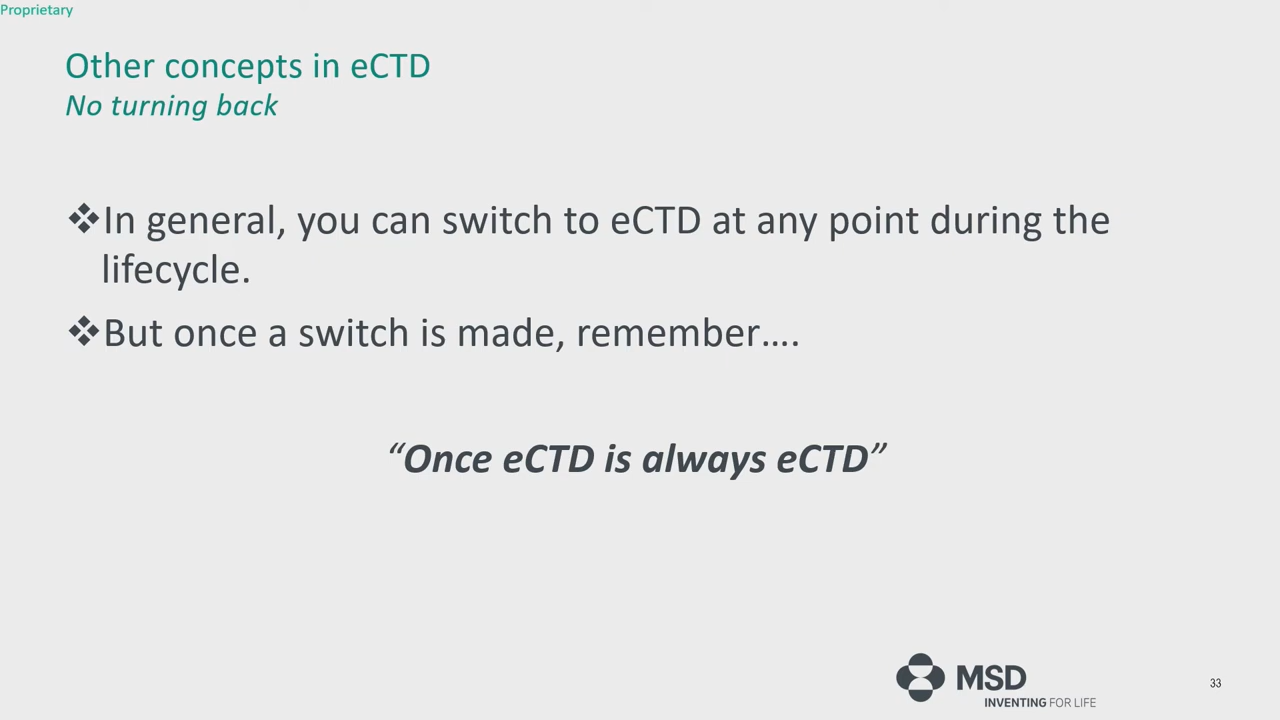 Proprietary
Other concepts in eCTD
No turning back
❖In general, you can switch to eCTD at any point during the
lifecycle.
❖But once a switch is made, remember….
“Once eCTD is always eCTD”
MSD
INVENTING FOR LIFE
33